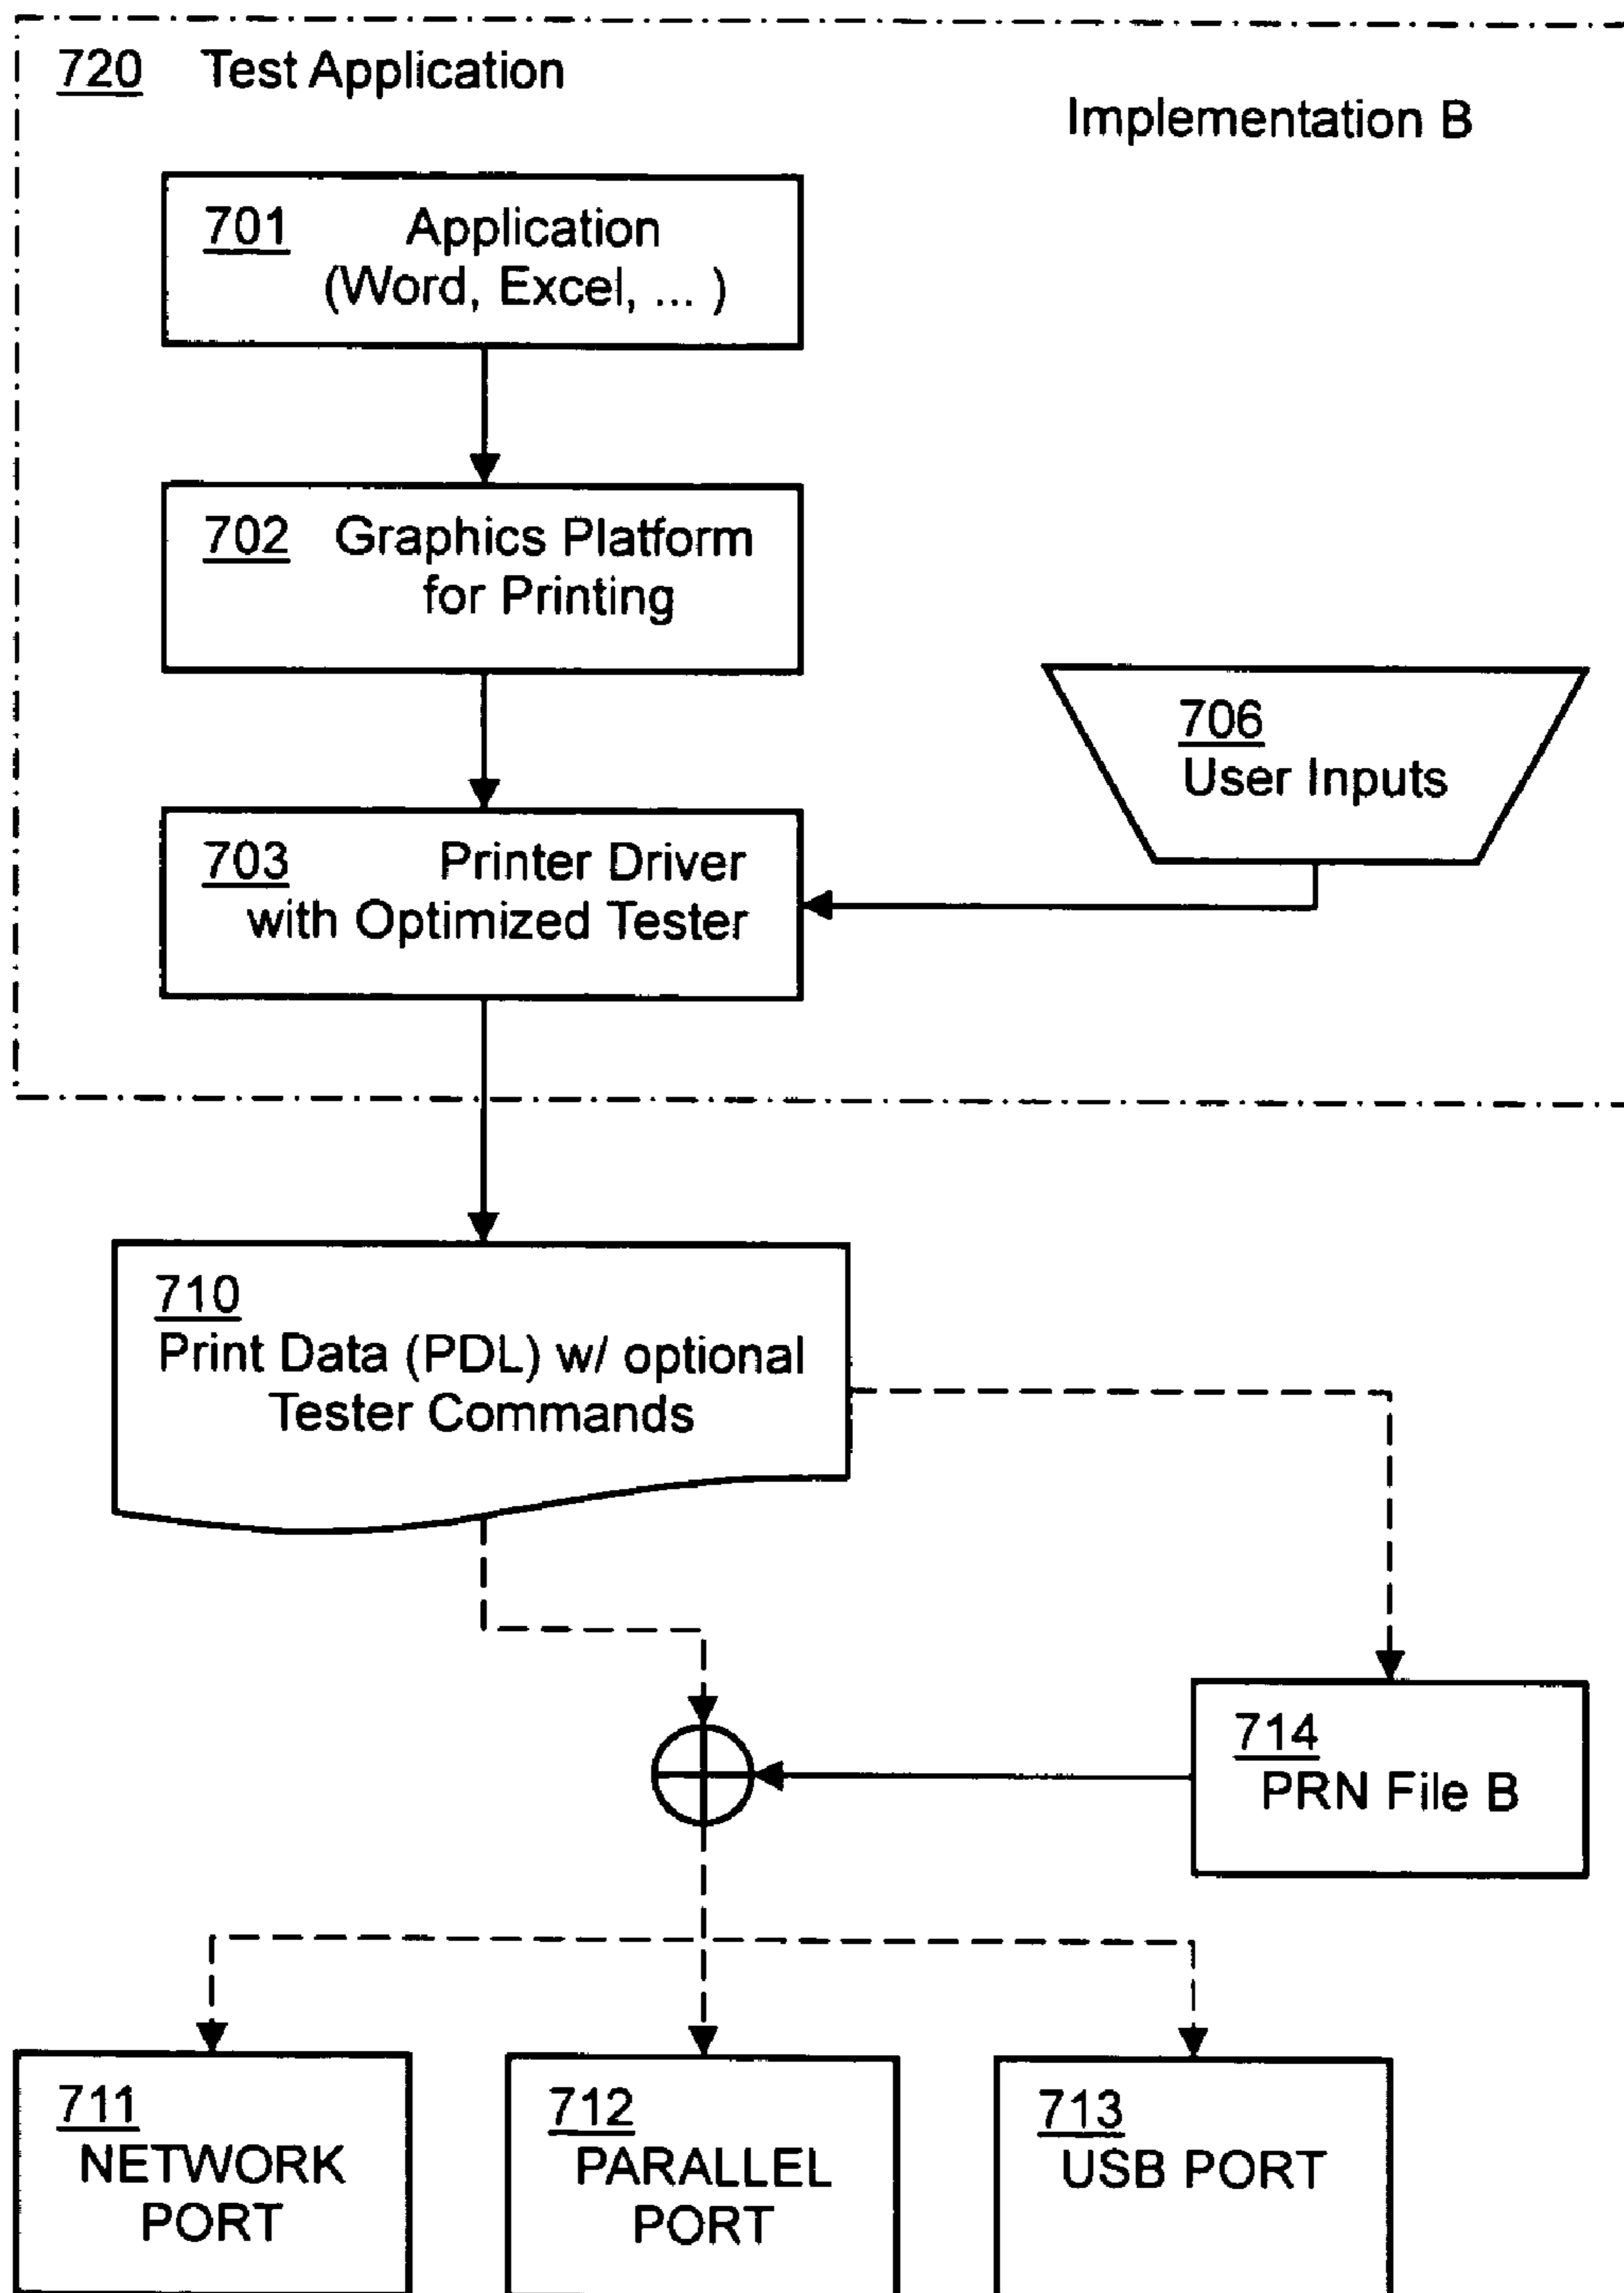 720 Test Application
Implementation B
701 Application
(Word, Excel, ... )
702 Graphics Platform
for Printing
706
User Inputs
703 Printer Driver
with Optimized Tester
710
Print Data (PDL) w/ optional
Tester Commands
714
PRN File B
711
NETWORK
PORT
712
PARALLEL
PORT
713
USB PORT